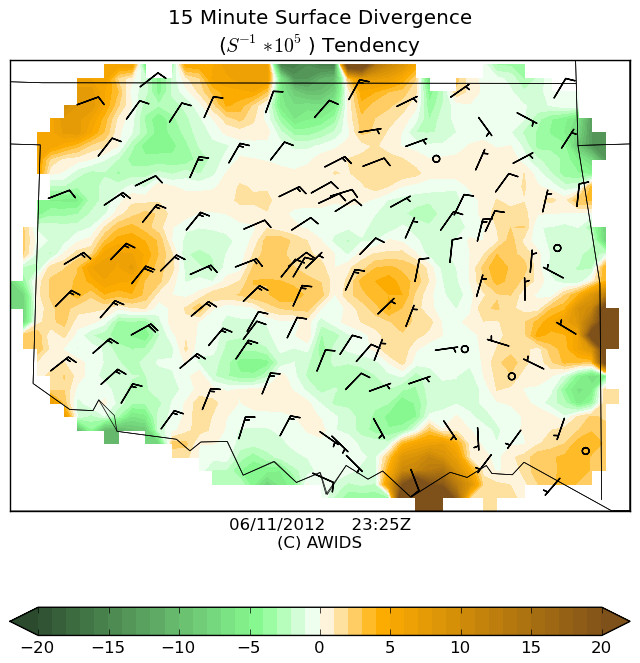 15 Minute Surface Divergence
(S⁻¹ *10⁵ ) Tendency
06/11/2012 23:25Z
(C) AWIDS
−20 −15 −10 −5 0 5 10 15 20